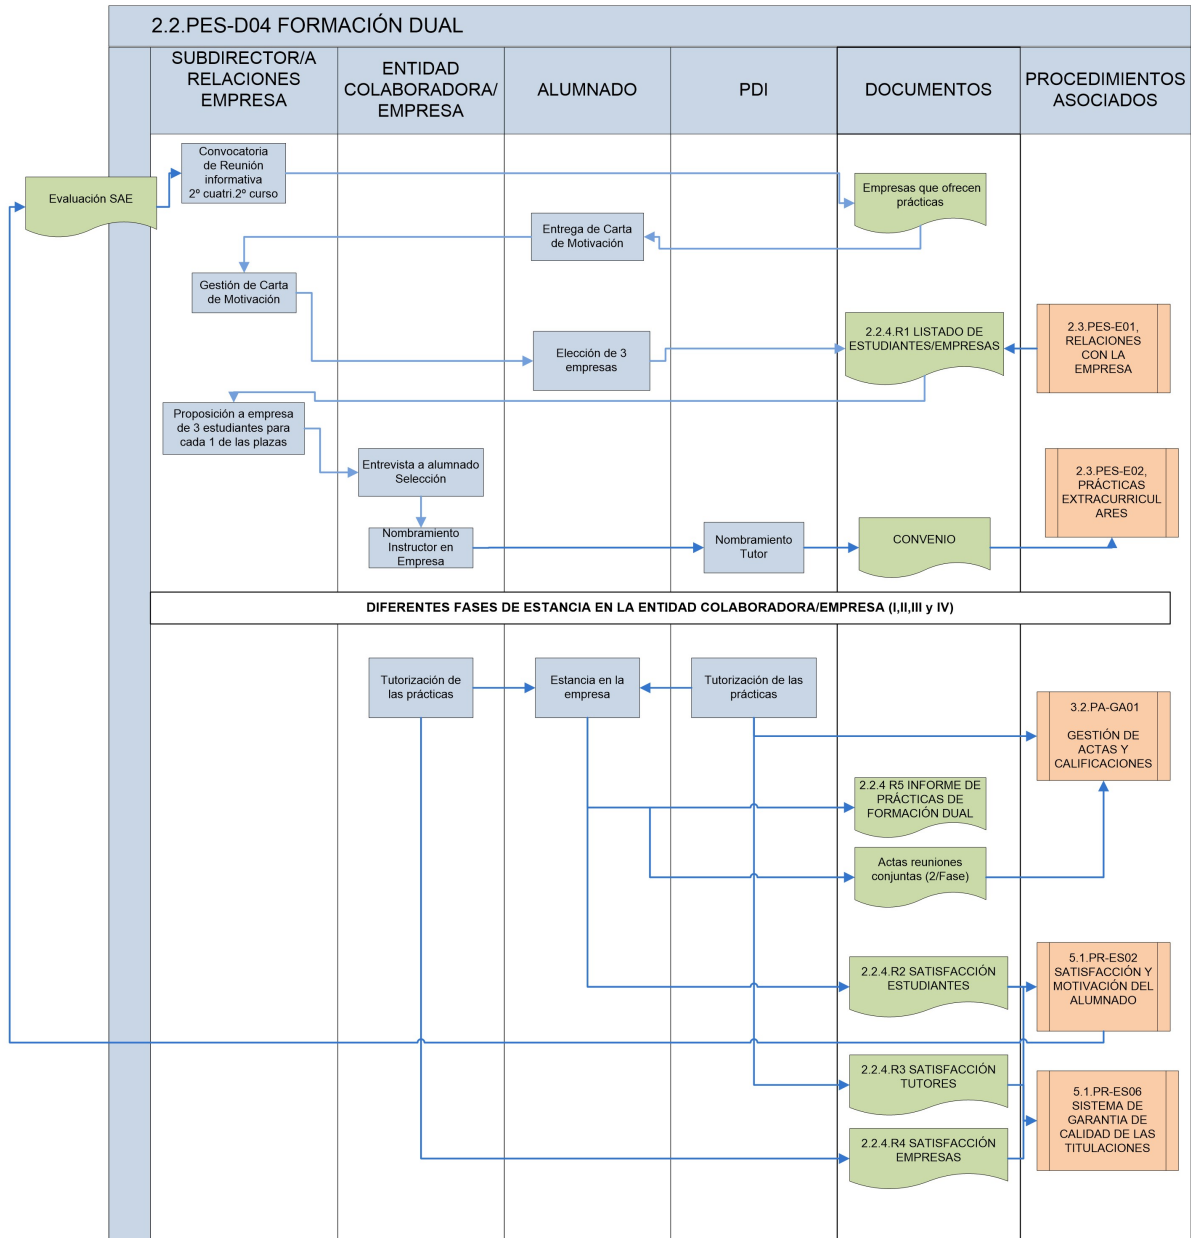 2.2.PES-D04 FORMACIÓN DUAL
SUBDIRECTOR/A
RELACIONES
EMPRESA
ENTIDAD
COLABORADORA/
EMPRESA
ALUMNADO
PDI
DOCUMENTOS
PROCEDIMIENTOS
ASOCIADOS
Evaluación SAE
Convocatoria
de Reunión
informativa
2º cuatri.2º curso
Empresas que ofrecen
prácticas
Entrega de Carta
de Motivación
Gestión de Carta
de Motivación
Elección de 3
empresas
2.2.4.R1 LISTADO DE
ESTUDIANTES/EMPRESAS
2.3.PES-E01,
RELACIONES
CON LA
EMPRESA
Proposición a empresa
de 3 estudiantes para
cada 1 de las plazas
Entrevista a alumnado
Selección
2.3.PES-E02,
PRÁCTICAS
EXTRACURRICUL
ARES
Nombramiento
Instructor en
Empresa
Nombramiento
Tutor
CONVENIO
DIFERENTES FASES DE ESTANCIA EN LA ENTIDAD COLABORADORA/EMPRESA (I,II,III y IV)
Tutorización de
las prácticas
Estancia en la
empresa
Tutorización de las
prácticas
3.2.PA-GA01
GESTIÓN DE
ACTAS Y
CALIFICACIONES
2.2.4 R5 INFORME DE
PRÁCTICAS DE
FORMACIÓN DUAL
Actas reuniones
conjuntas (2/Fase)
2.2.4.R2 SATISFACCIÓN
ESTUDIANTES
5.1.PR-ES02
SATISFACCIÓN Y
MOTIVACIÓN DEL
ALUMNADO
2.2.4.R3 SATISFACCIÓN
TUTORES
5.1.PR-ES06
SISTEMA DE
GARANTIA DE
CALIDAD DE LAS
TITULACIONES
2.2.4.R4 SATISFACCIÓN
EMPRESAS